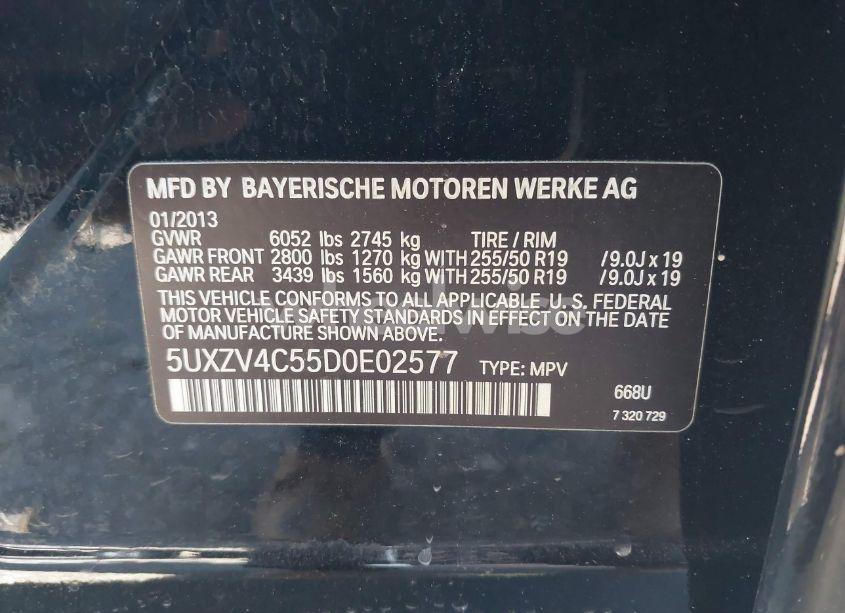 MFD BY BAYERISCHE MOTOREN WERKE AG
01/2013
GVWR 6052 lbs 2745 kg TIRE / RIM
GAWR FRONT 2800 lbs 1270 kg WITH 255/50 R19 /9.0J x 19
GAWR REAR 3439 lbs 1560 kg WITH 255/50 R19 /9.0J x 19
THIS VEHICLE CONFORMS TO ALL APPLICABLE U. S. FEDERAL
MOTOR VEHICLE SAFETY STANDARDS IN EFFECT ON THE DATE
OF MANUFACTURE SHOWN ABOVE.
5UXZV4C55D0E02577 TYPE: MPV
668U
7 320 729